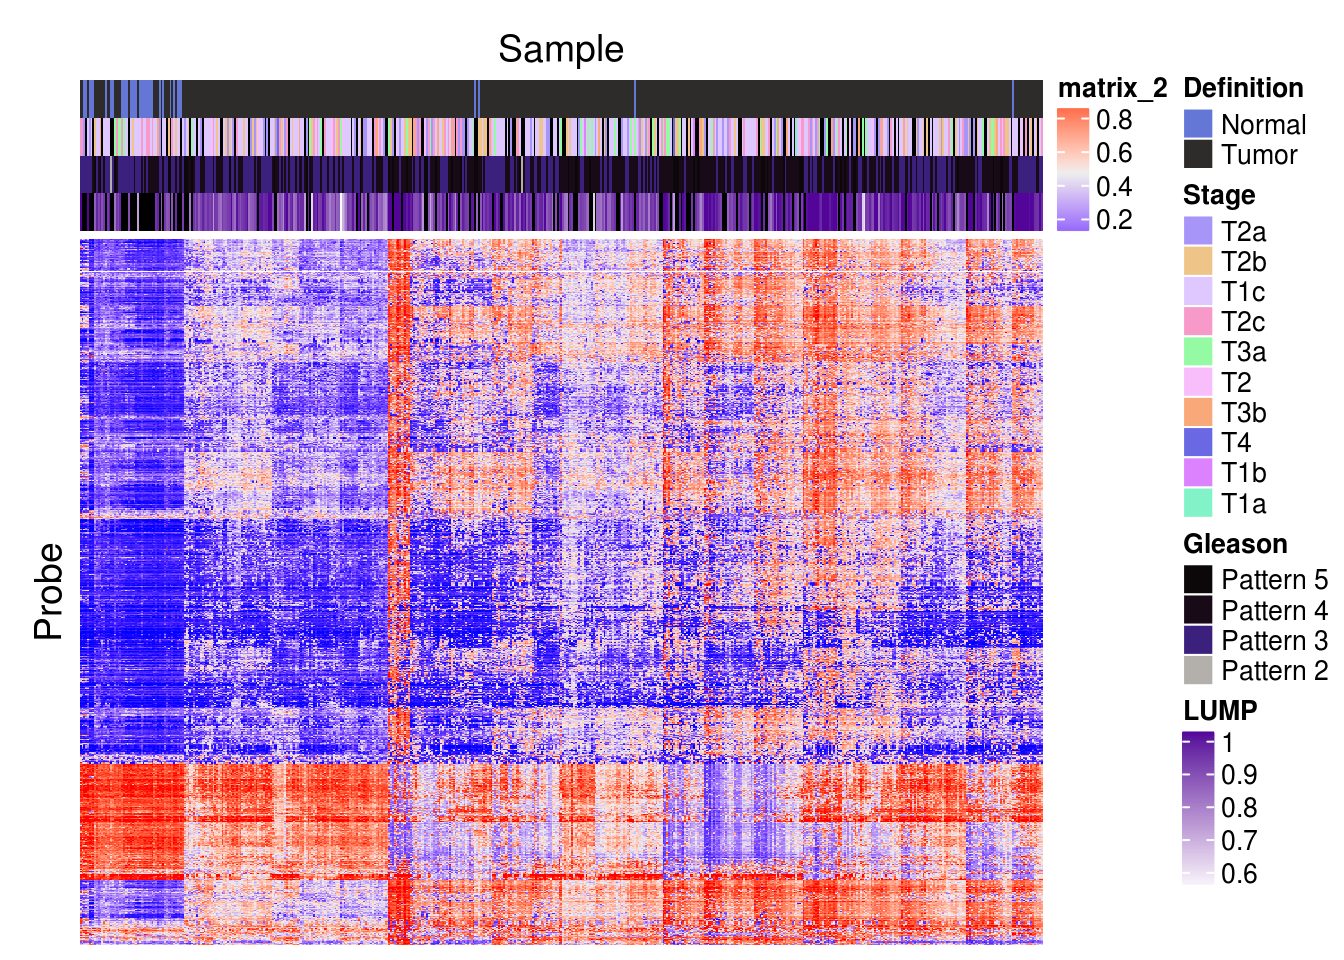 Sample
Probe
matrix_2
0.8
0.6
0.4
0.2
Definition
Normal
Tumor
Stage
T2a
T2b
T1c
T2c
T3a
T2
T3b
T4
T1b
T1a
Gleason
Pattern 5
Pattern 4
Pattern 3
Pattern 2
LUMP
1
0.9
0.8
0.7
0.6